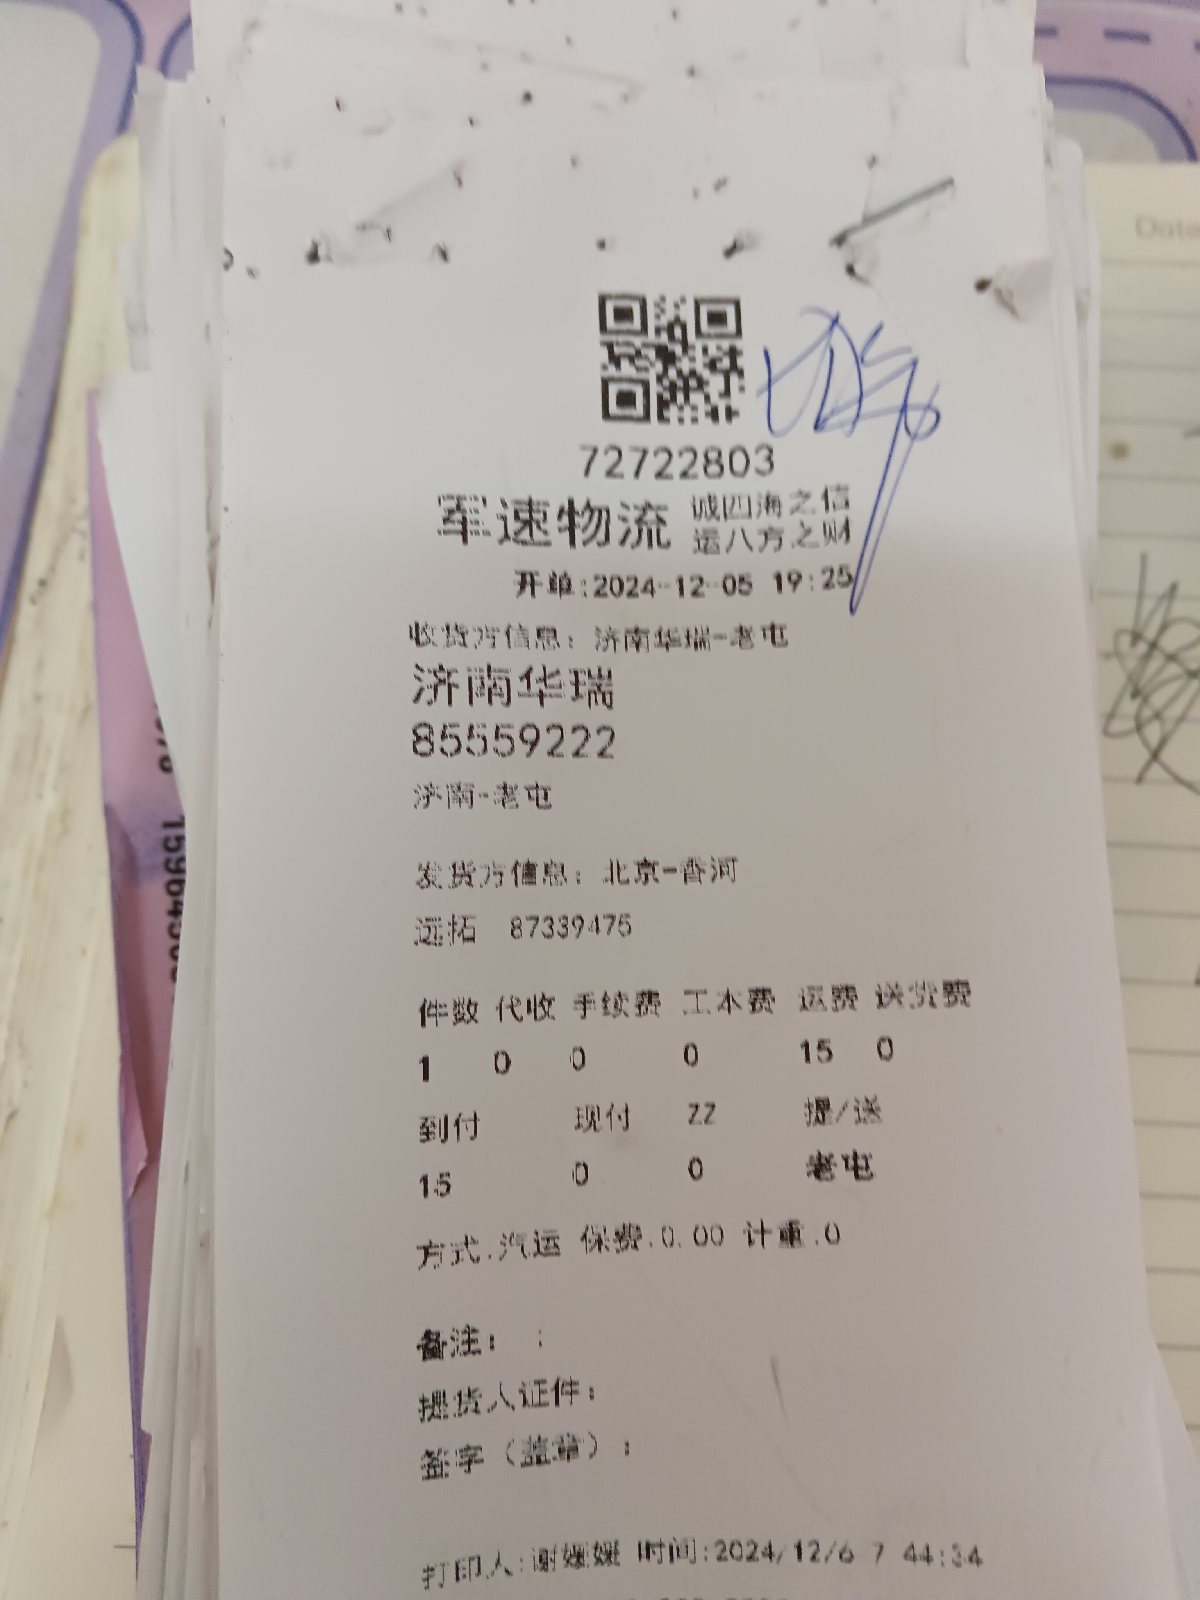 Date
72722803
军速物流 诚四海之信
运八方之财
开单:2024-12-05 19:25
收货方信息: 济南华瑞-老屯
济南华瑞
85559222
济南-老屯
发货方信息: 北京-香河
远拓 87339475
件数 代收 手续费 工本费 运费 送货费
1 0 0 0 15 0
到付 现付 ZZ 提/送
15 0 0 老屯
方式:汽运 保费:0.00 计重:0
备注: ;
提货人证件:
签字（盖章）:
打印人:谢媛媛 时间:2024/12/6 7:44:34